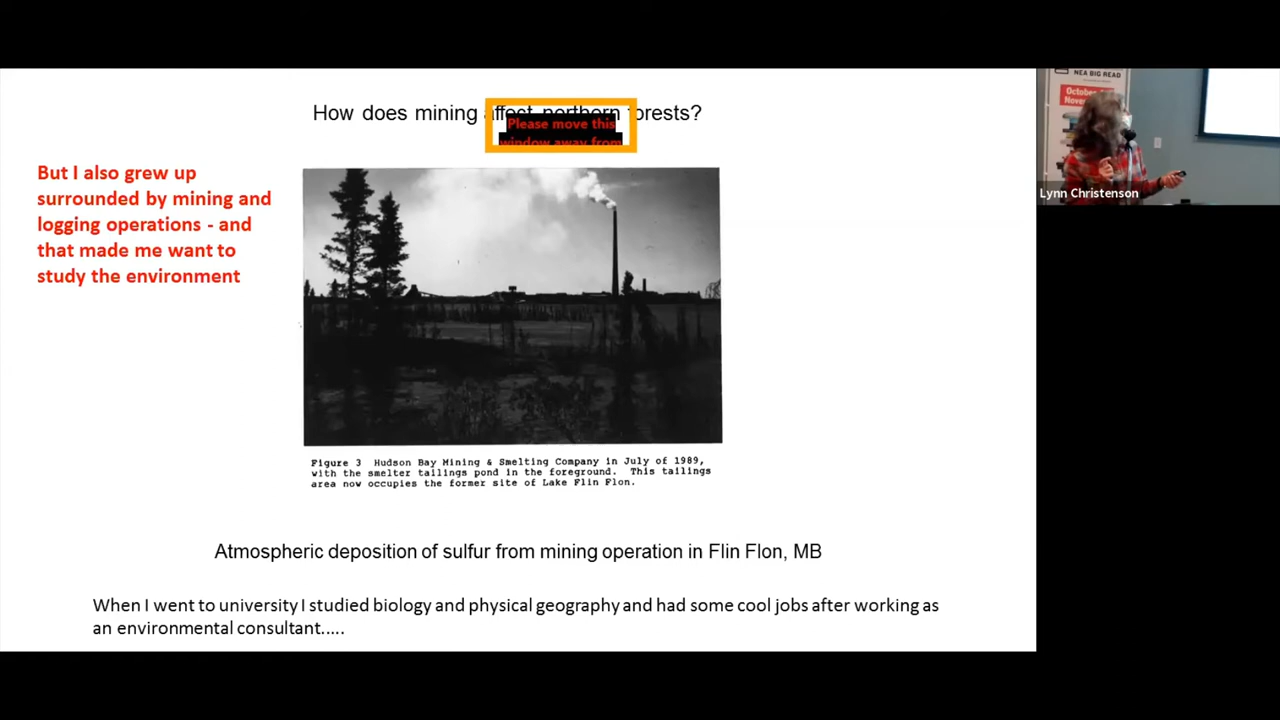 How does mining affect northern forests?
Please move this
window away from
But I also grew up
surrounded by mining and
logging operations - and
that made me want to
study the environment
Figure 3 Hudson Bay Mining & Smelting Company in July of 1989,
with the smelter tailings pond in the foreground. This tailings
area now occupies the former site of Lake Flin Flon.
Atmospheric deposition of sulfur from mining operation in Flin Flon, MB
When I went to university I studied biology and physical geography and had some cool jobs after working as
an environmental consultant.....
NEA BIG READ
Lynn Christenson